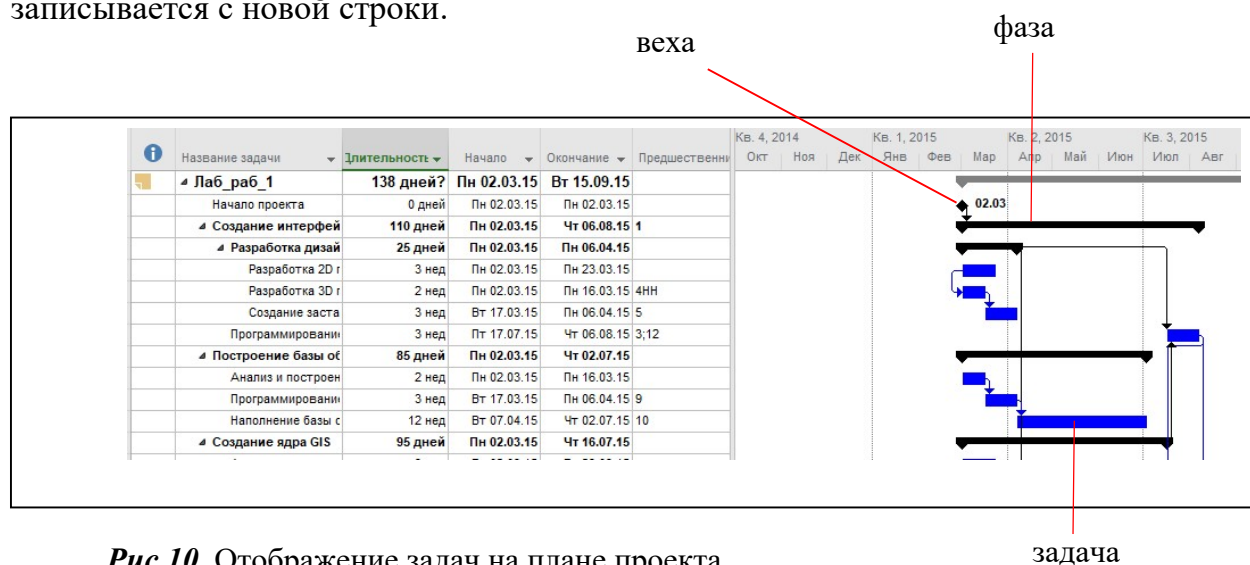 записывается с новой строки.
веха
фаза
Кв. 4, 2014 Кв. 1, 2015 Кв. 2, 2015 Кв. 3, 2015
Название задачи Длительность Начало Окончание Предшественни Окт Ноя Дек Янв Фев Мар Апр Май Июн Июл Авг
Лаб_раб_1 138 дней? Пн 02.03.15 Вт 15.09.15
Начало проекта 0 дней Пн 02.03.15 Пн 02.03.15 02.03
Создание интерфей 110 дней Пн 02.03.15 Чт 06.08.15 1
Разработка дизай 25 дней Пн 02.03.15 Пн 06.04.15
Разработка 2D г 3 нед Пн 02.03.15 Пн 23.03.15
Разработка 3D г 2 нед Пн 02.03.15 Пн 16.03.15 4НН
Создание заста 3 нед Вт 17.03.15 Пн 06.04.15 5
Программировани 3 нед Пт 17.07.15 Чт 06.08.15 3;12
Построение базы об 85 дней Пн 02.03.15 Чт 02.07.15
Анализ и построен 2 нед Пн 02.03.15 Пн 16.03.15
Программировани 3 нед Вт 17.03.15 Пн 06.04.15 9
Наполнение базы о 12 нед Вт 07.04.15 Чт 02.07.15 10
Создание ядра GIS 95 дней Пн 02.03.15 Чт 16.07.15
задача
Рис 10. Отображение задач на плане проекта